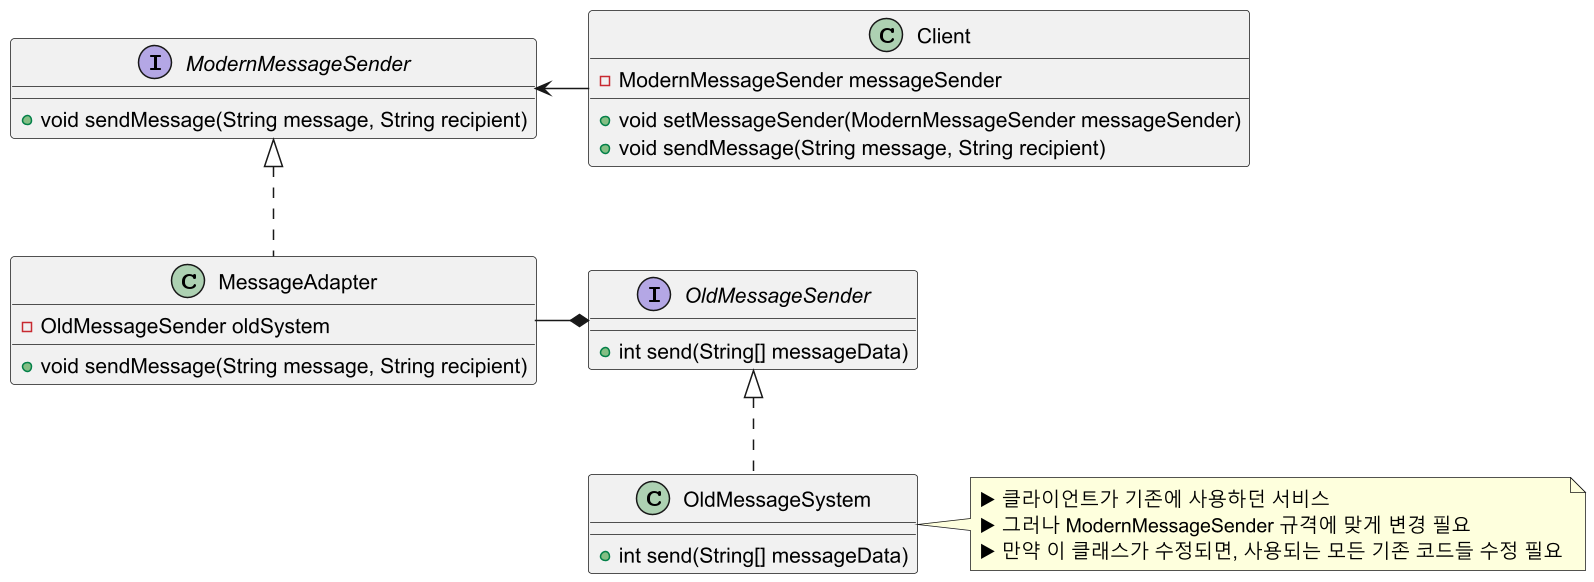 I ModernMessageSender
void sendMessage(String message, String recipient)
C Client
ModernMessageSender messageSender
void setMessageSender(ModernMessageSender messageSender)
void sendMessage(String message, String recipient)
C MessageAdapter
OldMessageSender oldSystem
void sendMessage(String message, String recipient)
I OldMessageSender
int send(String[] messageData)
C OldMessageSystem
int send(String[] messageData)
▶ 클라이언트가 기존에 사용하던 서비스
▶ 그러나 ModernMessageSender 규격에 맞게 변경 필요
▶ 만약 이 클래스가 수정되면, 사용되는 모든 기존 코드들 수정 필요